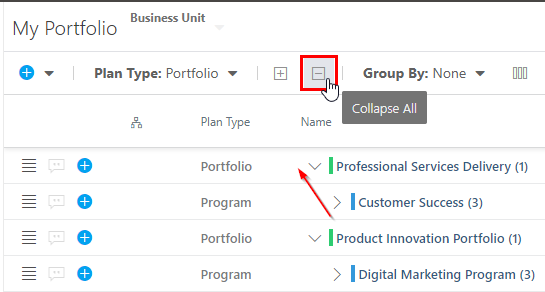 My Portfolio Business Unit
Plan Type: Portfolio Group By: None
Collapse All
Plan Type Name
Portfolio Professional Services Delivery (1)
Program Customer Success (3)
Portfolio Product Innovation Portfolio (1)
Program Digital Marketing Program (3)